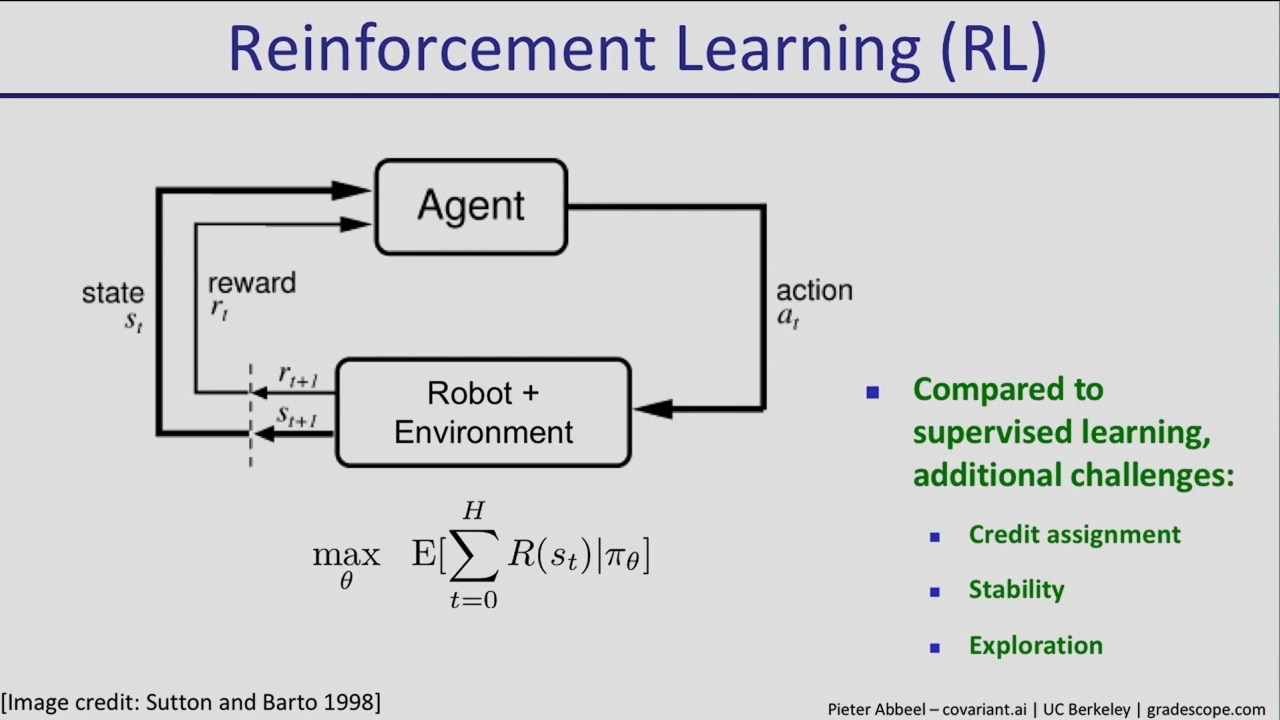 Reinforcement Learning (RL)
Agent
state
s_t
reward
r_t
action
a_t
r_{t+1}
s_{t+1}
Robot +
Environment
max_θ E[∑_{t=0}^{H} R(s_t)|π_θ]
Compared to
supervised learning,
additional challenges:
Credit assignment
Stability
Exploration
[Image credit: Sutton and Barto 1998]
Pieter Abbeel – covariant.ai | UC Berkeley | gradescope.com